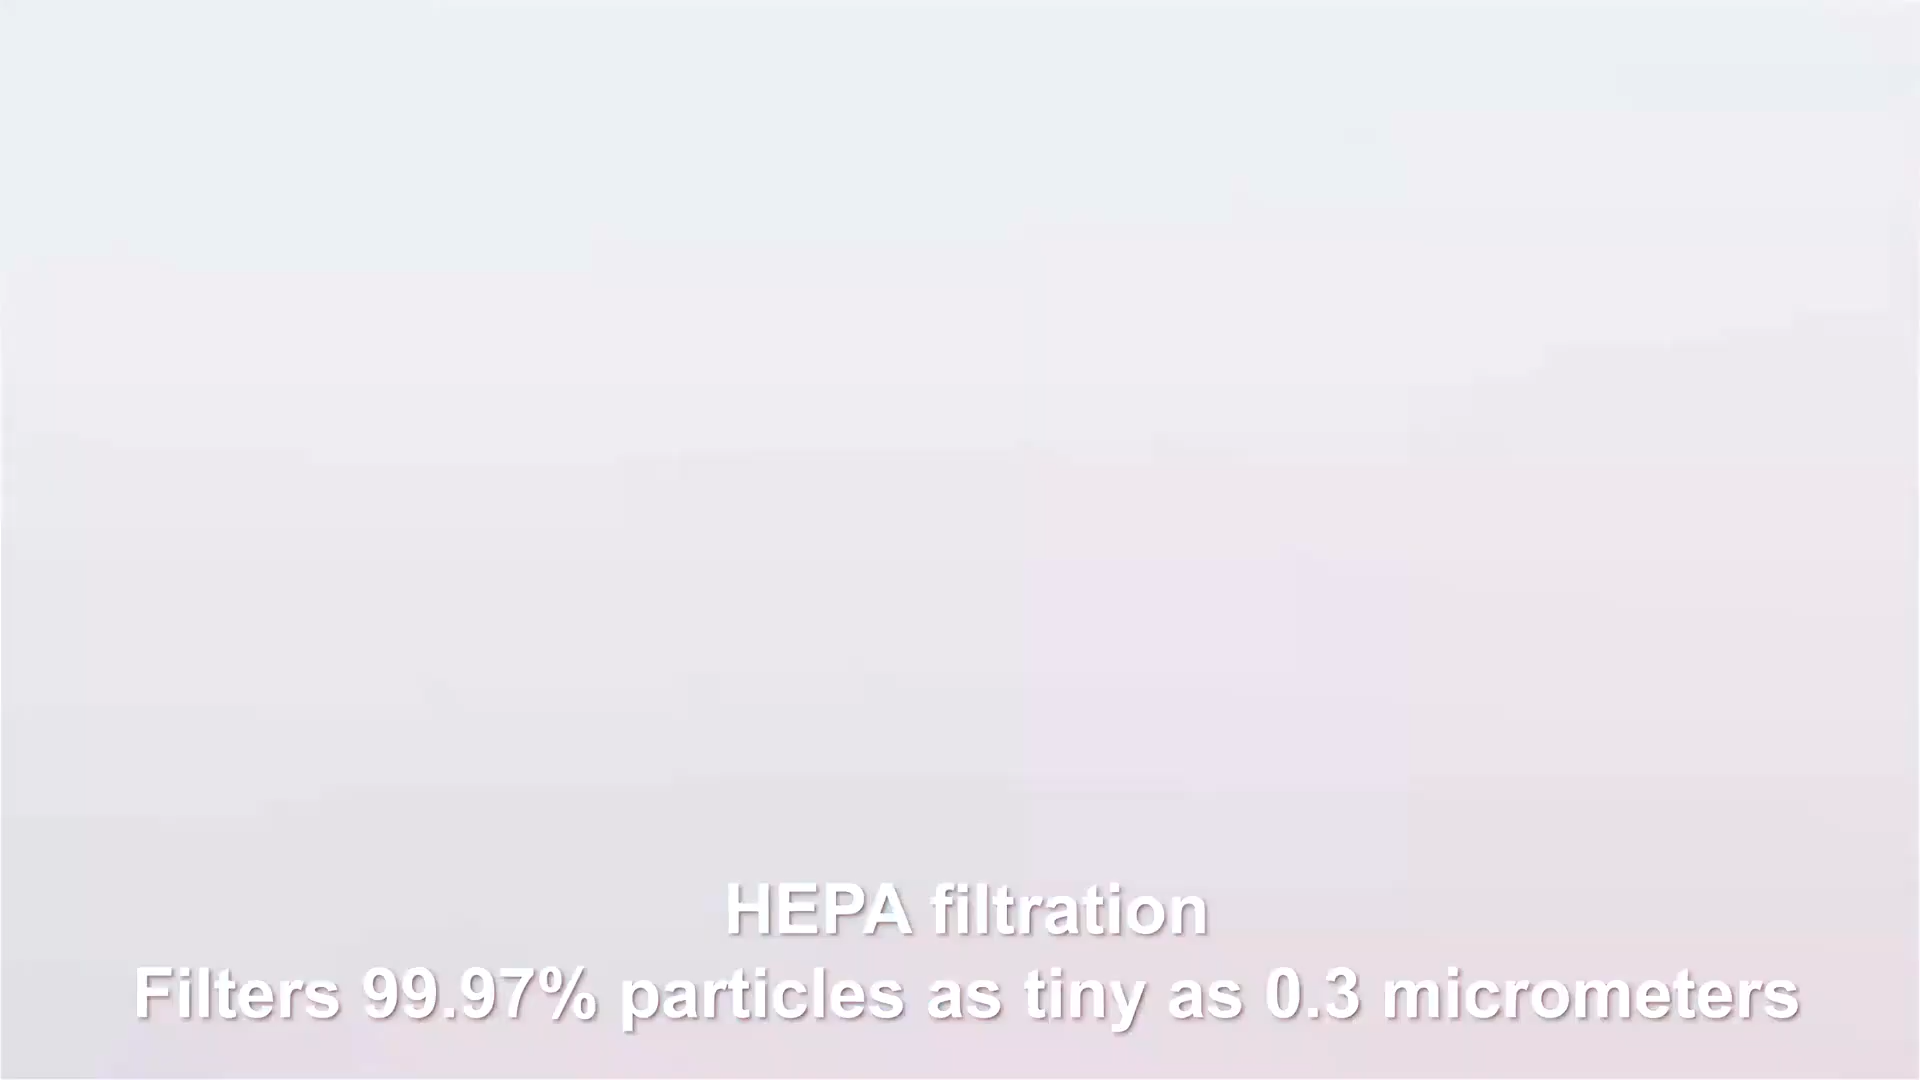 HEPA filtration
Filters 99.97% particles as tiny as 0.3 micrometers